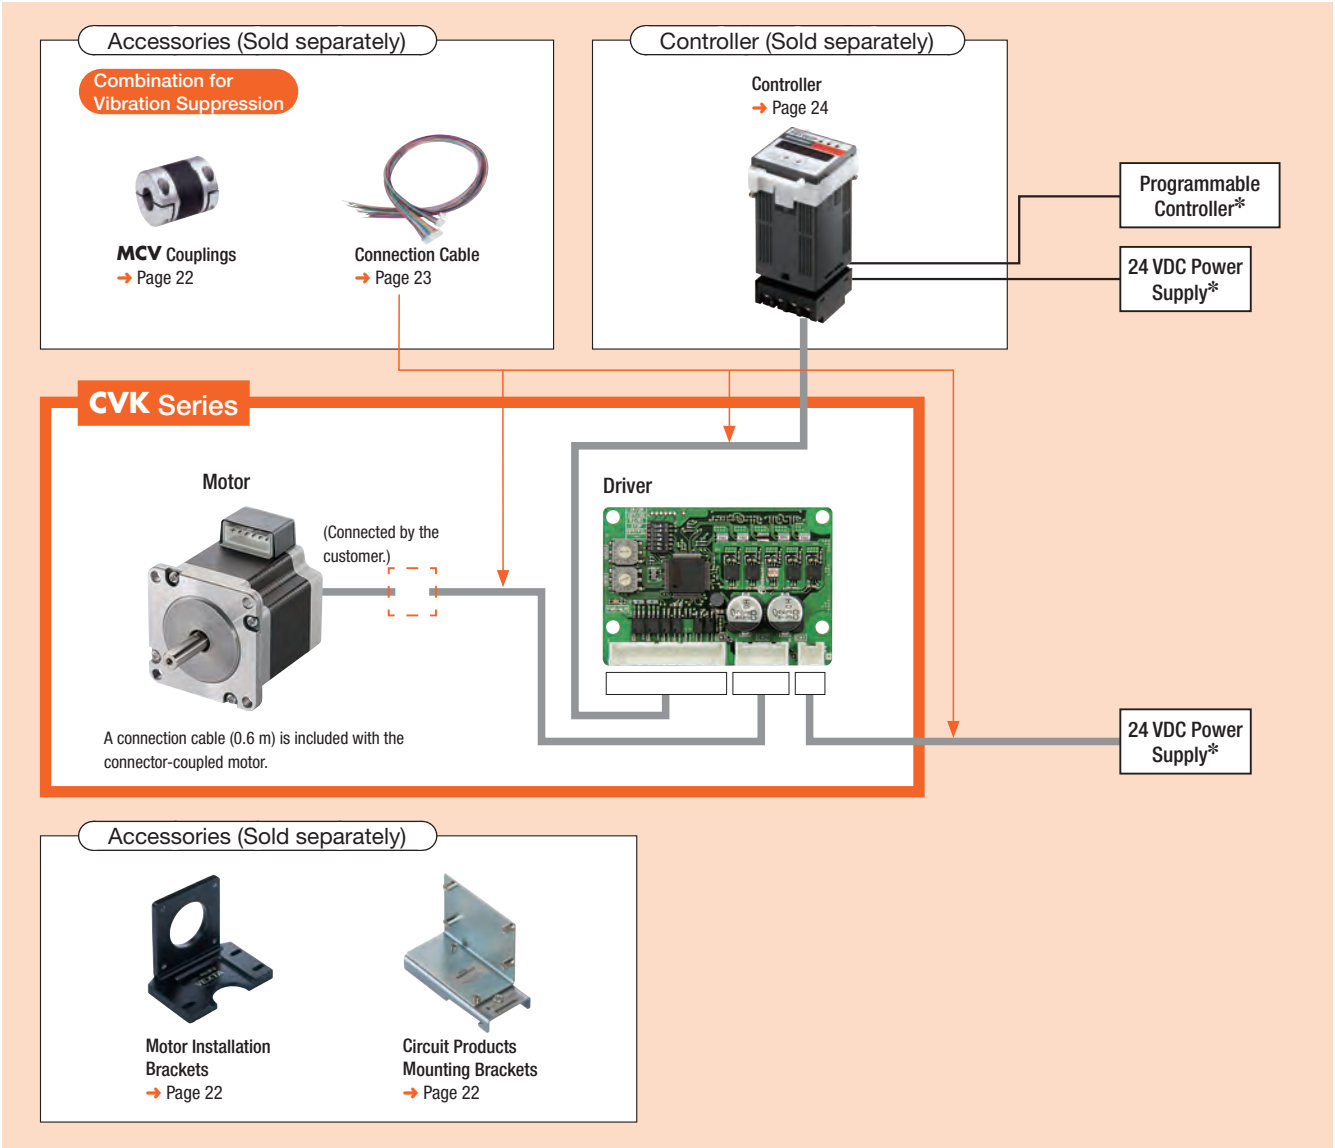 Accessories (Sold separately)
Combination for
Vibration Suppression
MCV Couplings
➜ Page 22
Connection Cable
➜ Page 23
Controller (Sold separately)
Controller
➜ Page 24
Programmable
Controller*
24 VDC Power
Supply*
CVK Series
Motor
(Connected by the
customer.)
Driver
A connection cable (0.6 m) is included with the
connector-coupled motor.
24 VDC Power
Supply*
Accessories (Sold separately)
VEXTA
Motor Installation
Brackets
➜ Page 22
Circuit Products
Mounting Brackets
➜ Page 22